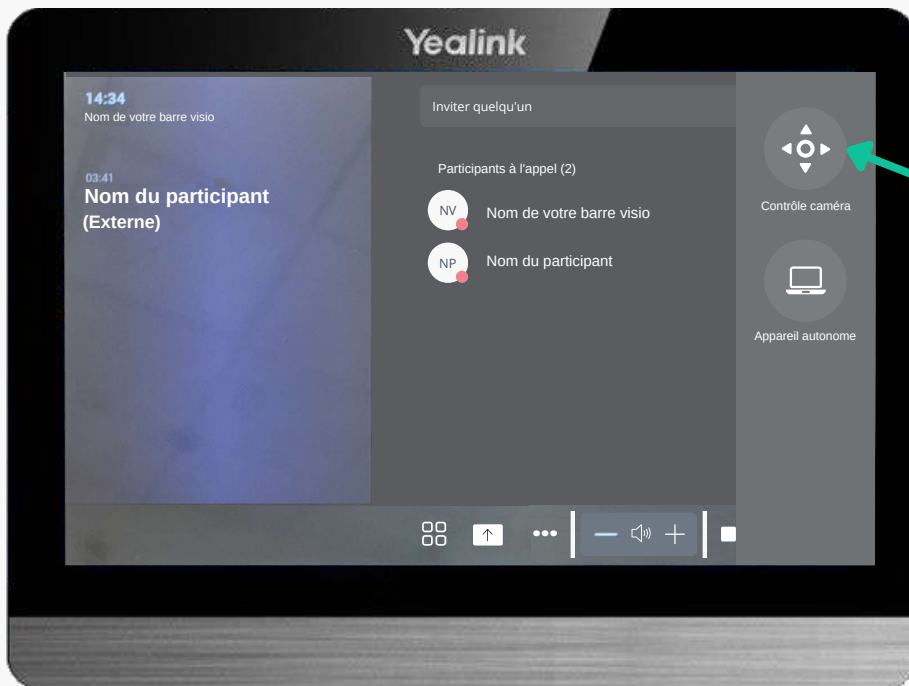 Yealink
14:34
Nom de votre barre visio
03:41
Nom du participant
(Externe)
Inviter quelqu'un
Participants à l'appel (2)
NV
Nom de votre barre visio
NP
Nom du participant
Contrôle caméra
Appareil autonome